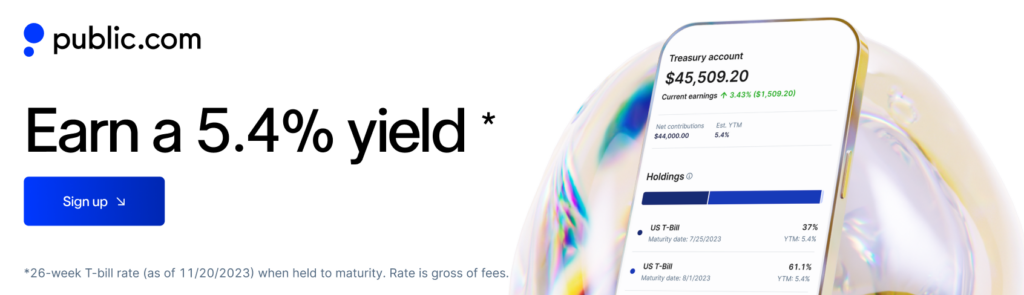 public.com
Earn a 5.4% yield *
Sign up ↘
*26-week T-bill rate (as of 11/20/2023) when held to maturity. Rate is gross of fees.
Treasury account
$45,509.20
Current earnings ↑ 3.43% ($1,509.20)
Net contributions Est. YTM
$44,000.00 5.4%
Holdings ⓘ
US T-Bill 37%
Maturity date: 7/25/2023 YTM: 5.4%
US T-Bill 61.1%
Maturity date: 8/1/2023 YTM: 5.4%